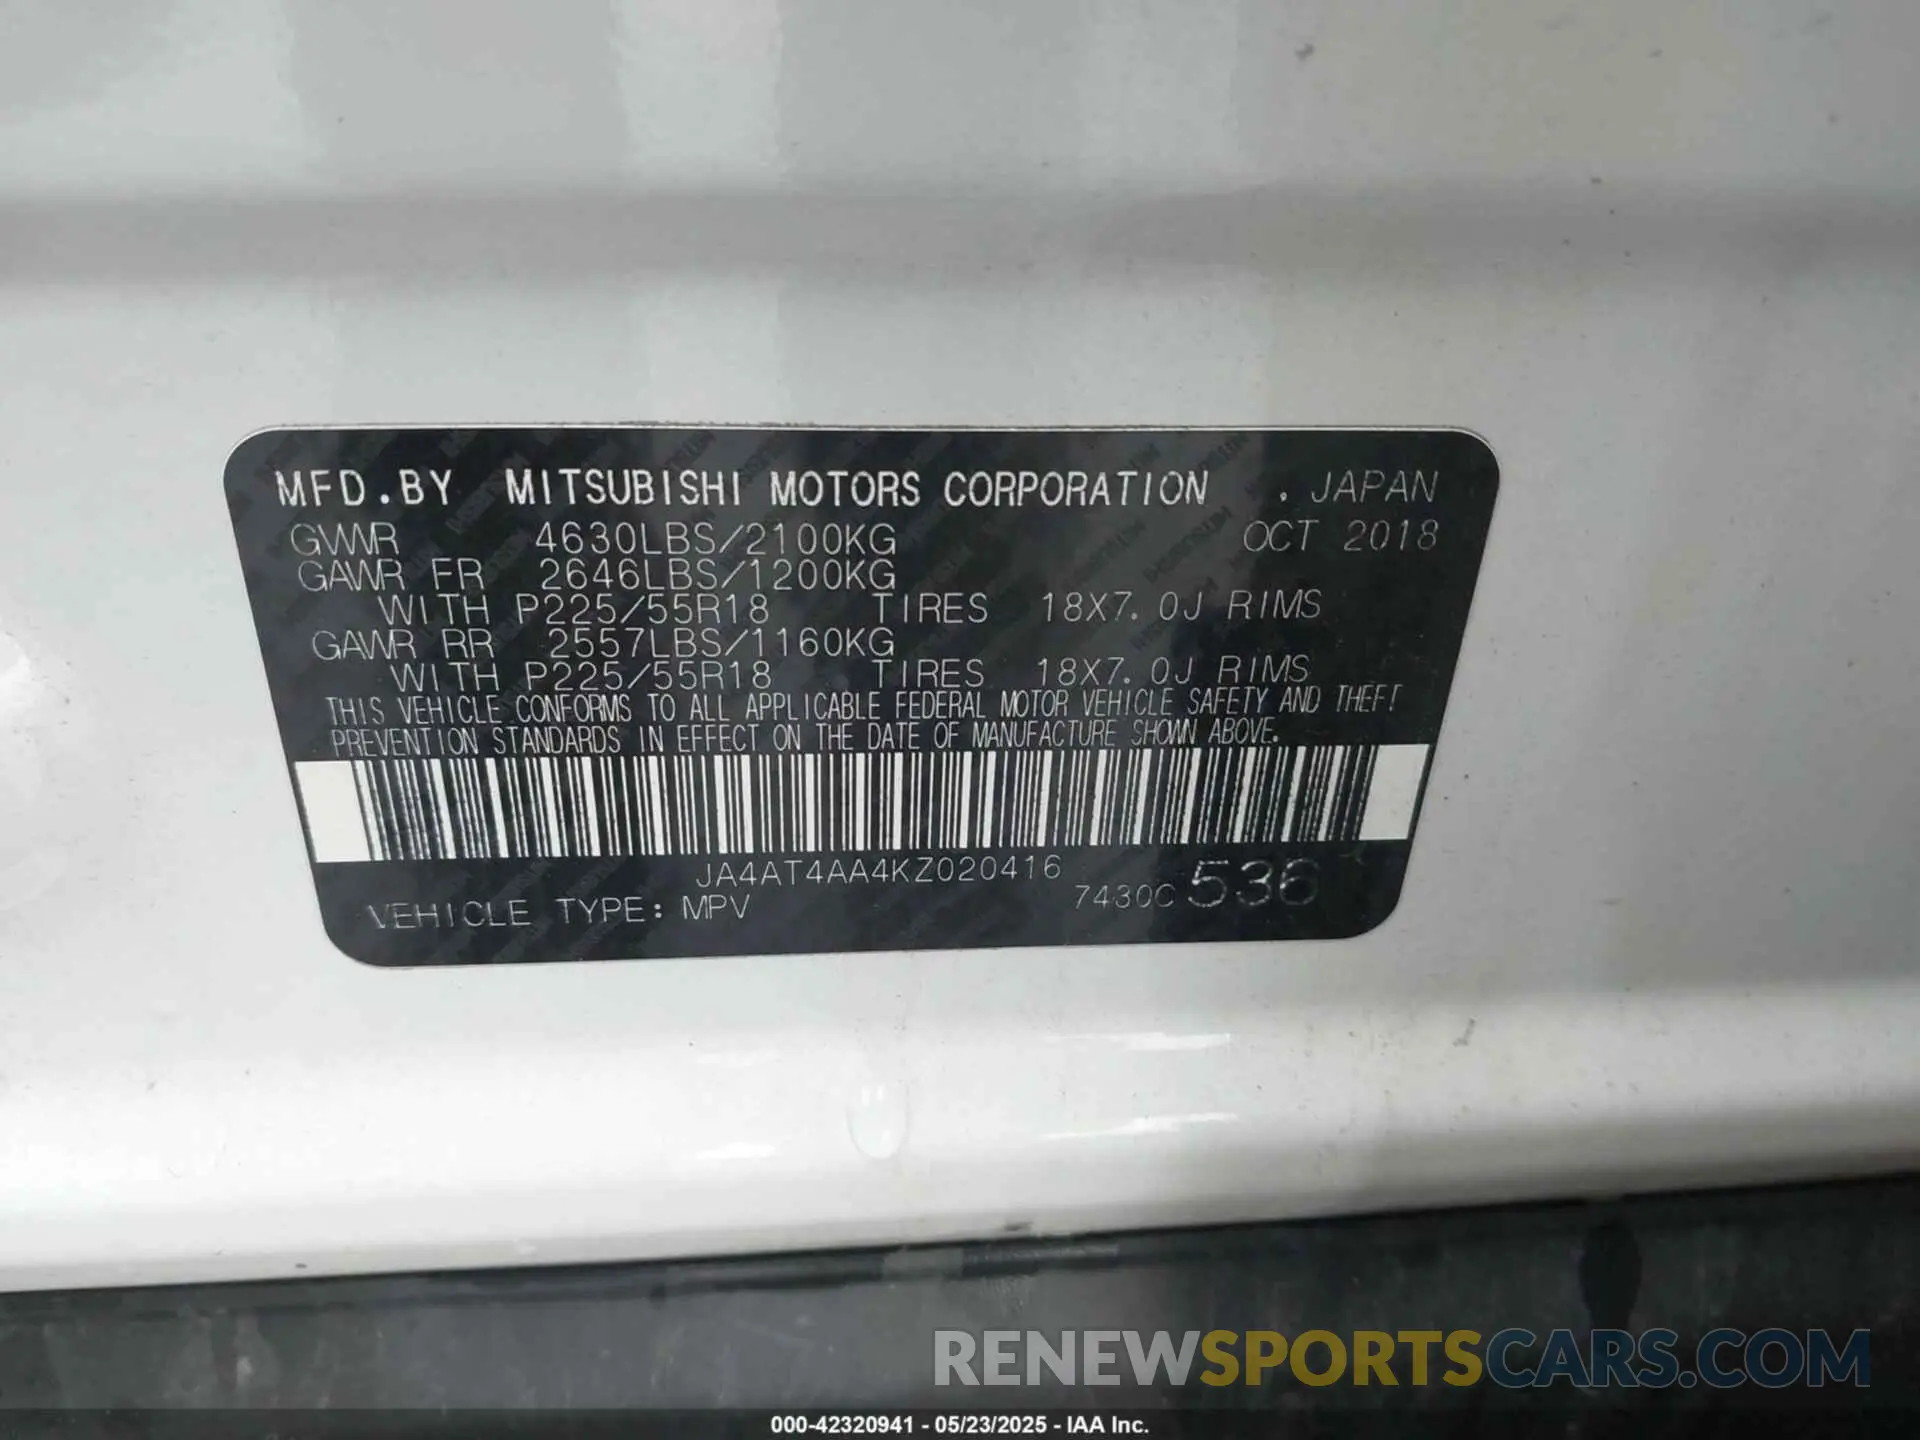 MFD.BY MITSUBISHI MOTORS CORPORATION . JAPAN
GVWR 4630LBS/2100KG OCT 2018
GAWR FR 2646LBS/1200KG
WITH P225/55R18 TIRES 18X7.0J RIMS
GAWR RR 2557LBS/1160KG
WITH P225/55R18 TIRES 18X7.0J RIMS
THIS VEHICLE CONFORMS TO ALL APPLICABLE FEDERAL MOTOR VEHICLE SAFETY AND THEFT
PREVENTION STANDARDS IN EFFECT ON THE DATE OF MANUFACTURE SHOWN ABOVE.
JA4AT4AA4KZ020416
VEHICLE TYPE: MPV 7430C 536
RENEWSPORTSCARS.COM
000-42320941 - 05/23/2025 - IAA Inc.